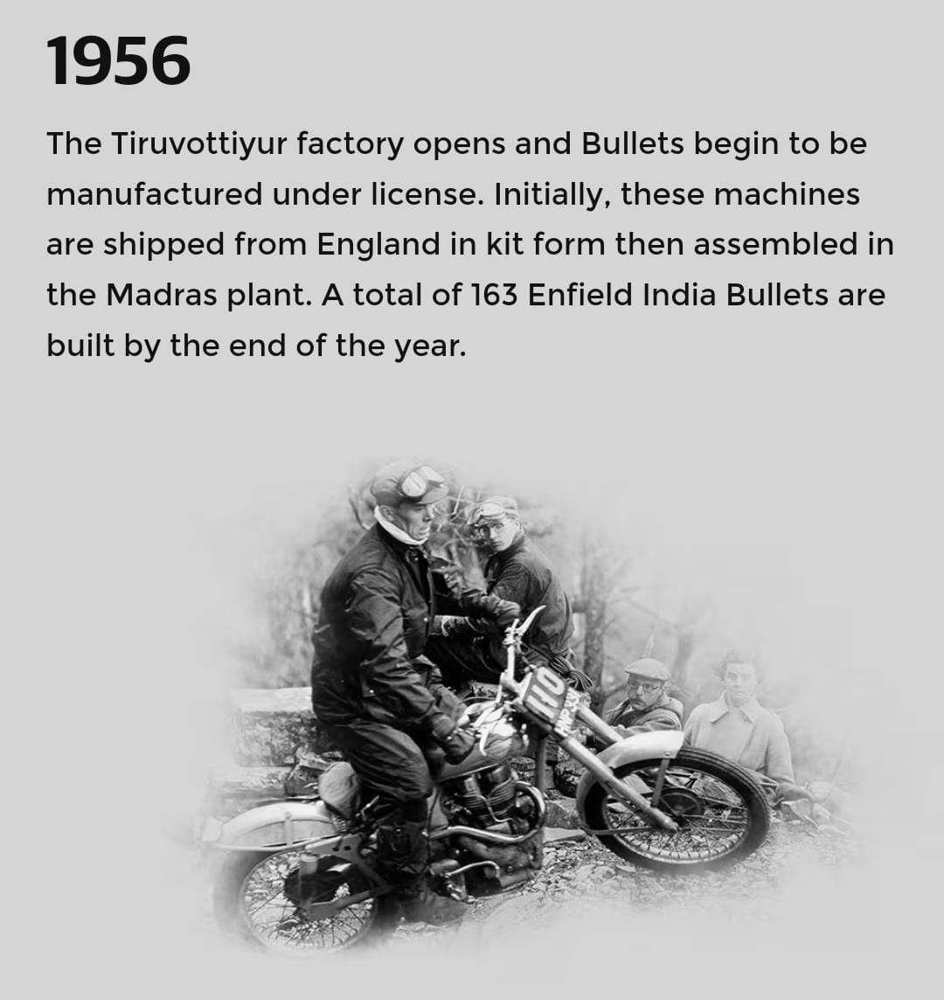 1956
The Tiruvottiyur factory opens and Bullets begin to be
manufactured under license. Initially, these machines
are shipped from England in kit form then assembled in
the Madras plant. A total of 163 Enfield India Bullets are
built by the end of the year.
110